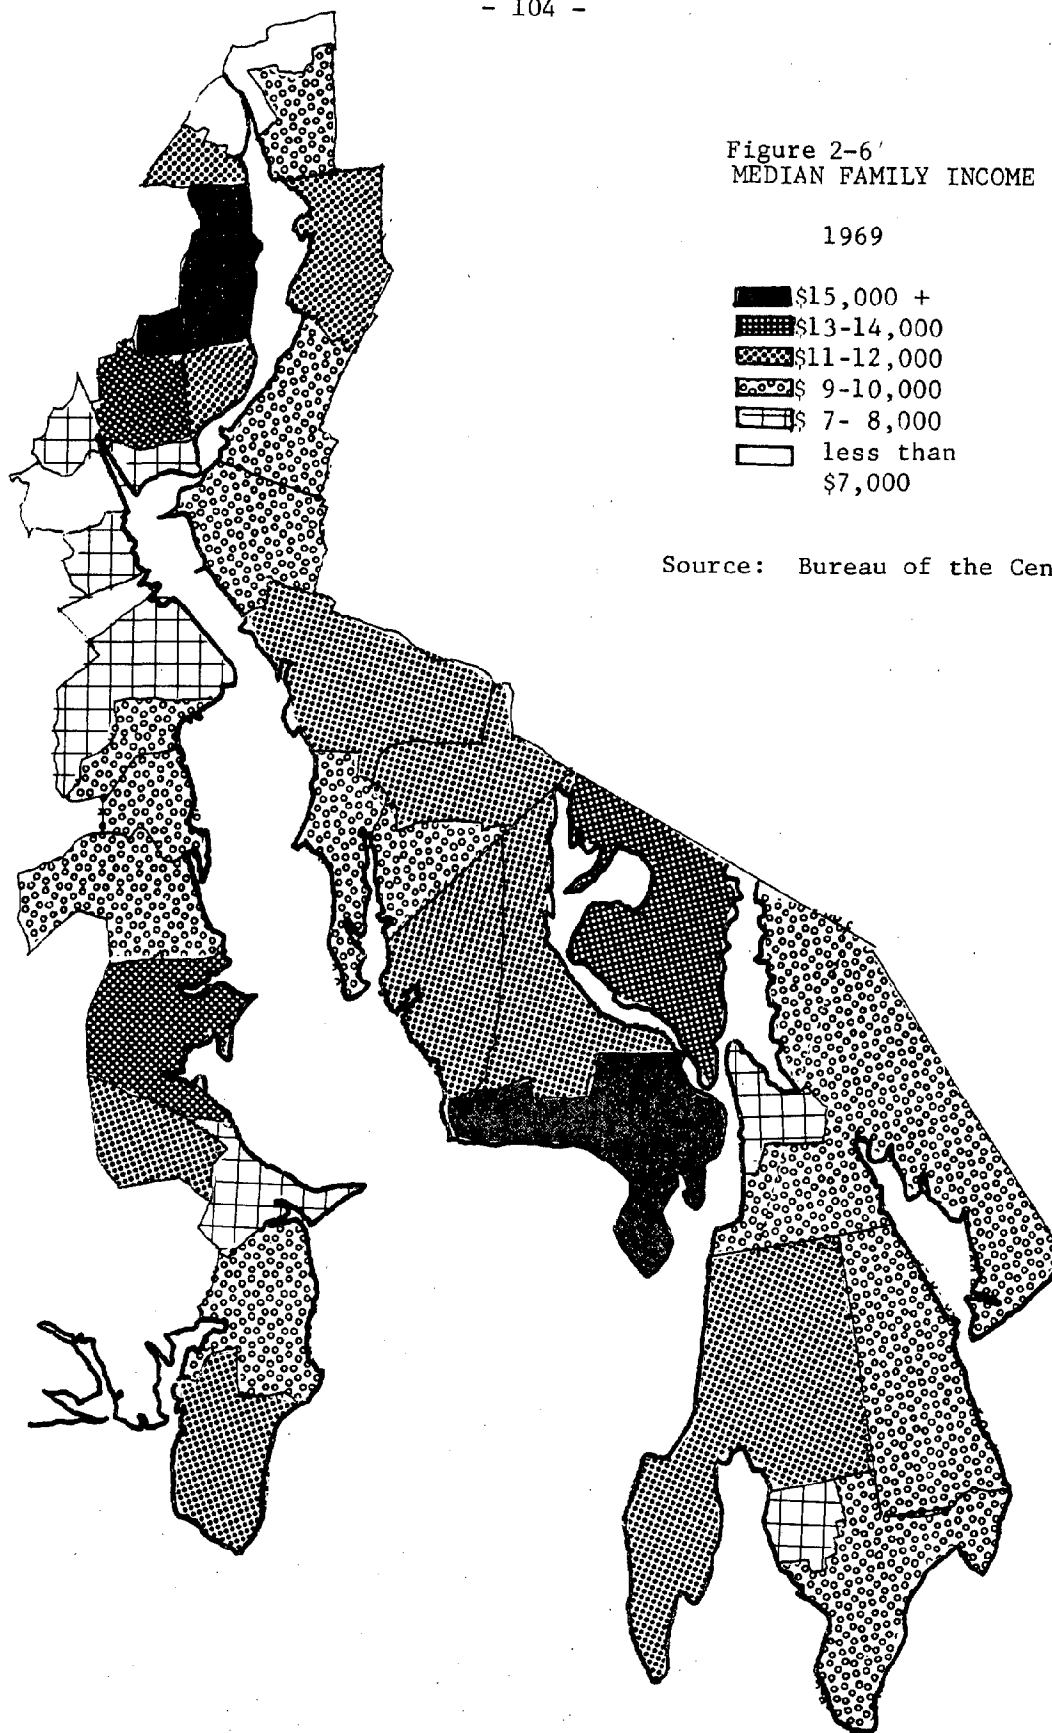 - 104 -
Figure 2-6
MEDIAN FAMILY INCOME
1969
$15,000 +
$13-14,000
$11-12,000
$ 9-10,000
$ 7- 8,000
less than
$7,000
Source: Bureau of the Cen